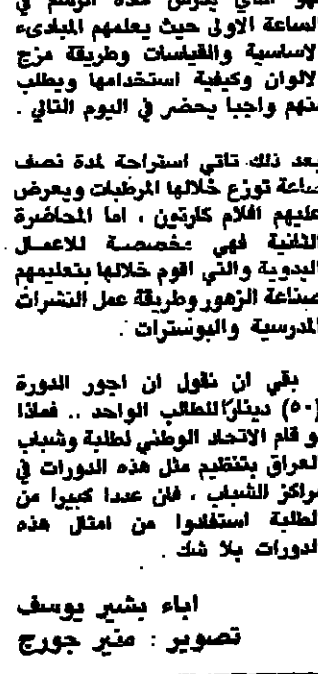 هو الذي يدرس مادة الرسم في
الساعة الاولى حيث يعلمهم المبادىء
الاساسية والقياسات وطريقة مزج
الالوان وكيفية استخدامها ويطلب
منهم واجبا يحضر في اليوم التالي .
بعد ذلك تاتي استراحة لمدة نصف
ساعة توزع خلالها المرطبات ويعرض
عليهم افلام كارتون ، اما المحاضرة
الثانية فهي مخصصة للاعمال
اليدوية والتي اقوم خلالها بتعليمهم
صناعة الزهور وطريقة عمل النشرات
المدرسية والبوسترات .
بقي ان نقول ان اجور الدورة
(٥٠) ديناراً للطالب الواحد .. فماذا
لو قام الاتحاد الوطني لطلبة وشباب
العراق بتنظيم مثل هذه الدورات في
مراكز الشباب ، فان عددا كبيرا من
الطلبة استفادوا من امثال هذه
الدورات بلا شك .
اباء بشير يوسف
تصوير : منير جورج